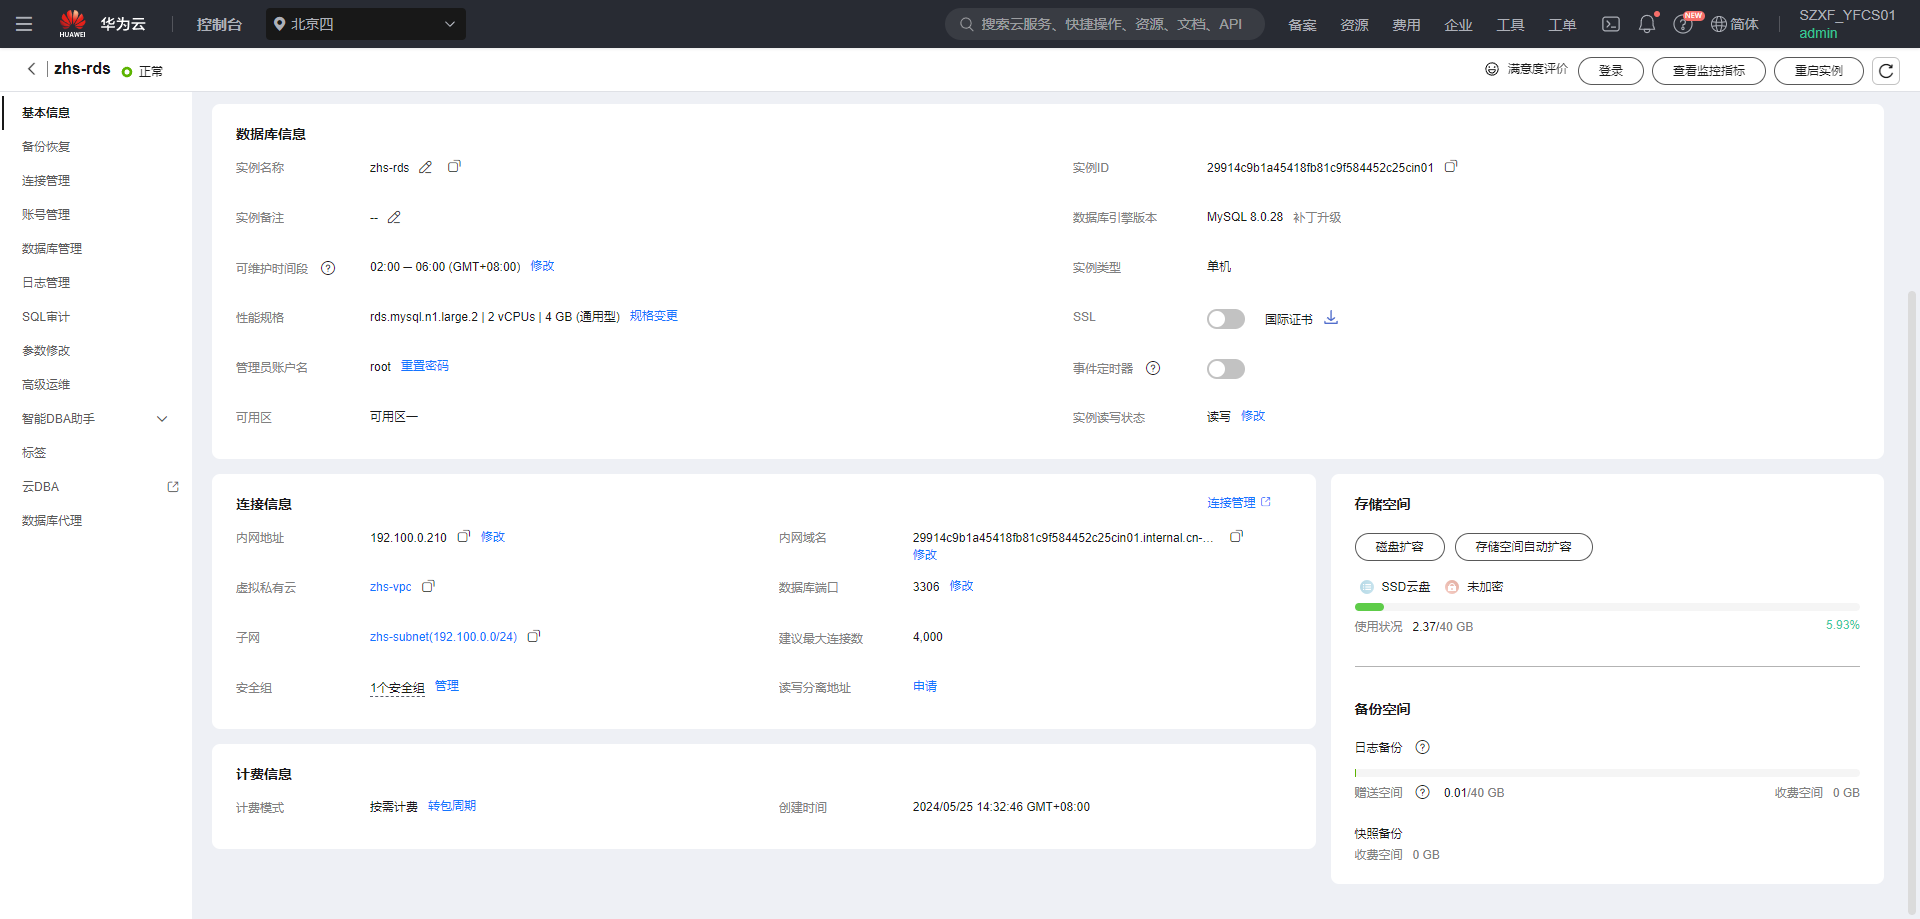 HUAWEI
华为云
控制台
北京四
搜索云服务、快捷操作、资源、文档、API
备案
资源
费用
企业
工具
工单
NEW
简体
SZXF_YFCS01
admin
zhs-rds
正常
满意度评价
登录
查看监控指标
重启实例
基本信息
备份恢复
连接管理
账号管理
数据库管理
日志管理
SQL审计
参数修改
高级运维
智能DBA助手
标签
云DBA
数据库代理
数据库信息
实例名称 zhs-rds
实例ID 29914c9b1a45418fb81c9f584452c25cin01
实例备注 --
数据库引擎版本 MySQL 8.0.28 补丁升级
可维护时间段 02:00 — 06:00 (GMT+08:00) 修改
实例类型 单机
性能规格 rds.mysql.n1.large.2 | 2 vCPUs | 4 GB (通用型) 规格变更
SSL 国际证书
管理员账户名 root 重置密码
事件定时器
可用区 可用区一
实例读写状态 读写 修改
连接信息
连接管理
内网地址 192.100.0.210 修改
内网域名 29914c9b1a45418fb81c9f584452c25cin01.internal.cn-...
修改
虚拟私有云 zhs-vpc
数据库端口 3306 修改
子网 zhs-subnet(192.100.0.0/24)
建议最大连接数 4,000
安全组 1个安全组 管理
读写分离地址 申请
计费信息
计费模式 按需计费 转包周期
创建时间 2024/05/25 14:32:46 GMT+08:00
存储空间
磁盘扩容
存储空间自动扩容
SSD云盘 未加密
使用状况 2.37/40 GB 5.93%
备份空间
日志备份
赠送空间 0.01/40 GB 收费空间 0 GB
快照备份
收费空间 0 GB